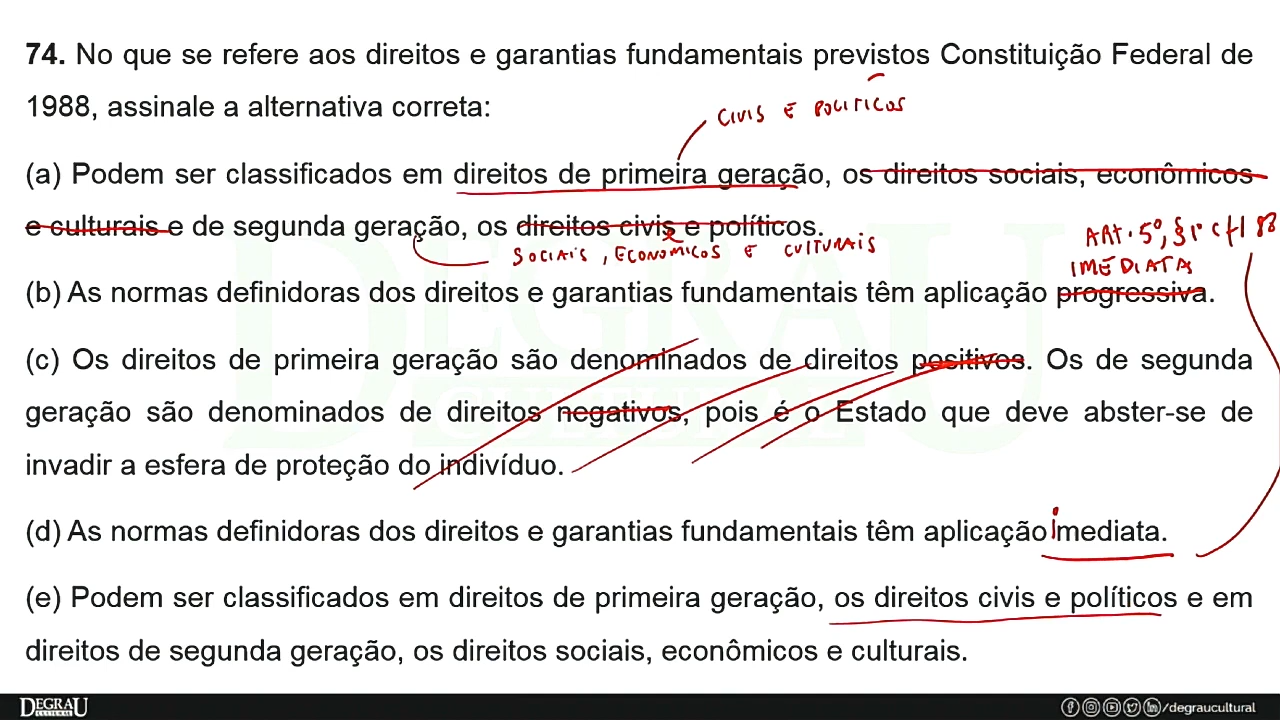 74. No que se refere aos direitos e garantias fundamentais previstos Constituição Federal de
1988, assinale a alternativa correta:
CIVIS E POLITICOS
(a) Podem ser classificados em direitos de primeira geração, os direitos sociais, econômicos
e culturais e de segunda geração, os direitos civis e políticos.
SOCIAIS, ECONOMICOS E CULTURAIS
ART. 5º, §1º CF/88
IMEDIATA
(b) As normas definidoras dos direitos e garantias fundamentais têm aplicação progressiva.
(c) Os direitos de primeira geração são denominados de direitos positivos. Os de segunda
geração são denominados de direitos negativos, pois é o Estado que deve abster-se de
invadir a esfera de proteção do indivíduo.
(d) As normas definidoras dos direitos e garantias fundamentais têm aplicação imediata.
(e) Podem ser classificados em direitos de primeira geração, os direitos civis e políticos e em
direitos de segunda geração, os direitos sociais, econômicos e culturais.
DEGRAU
CULTURAL
/degraucultural